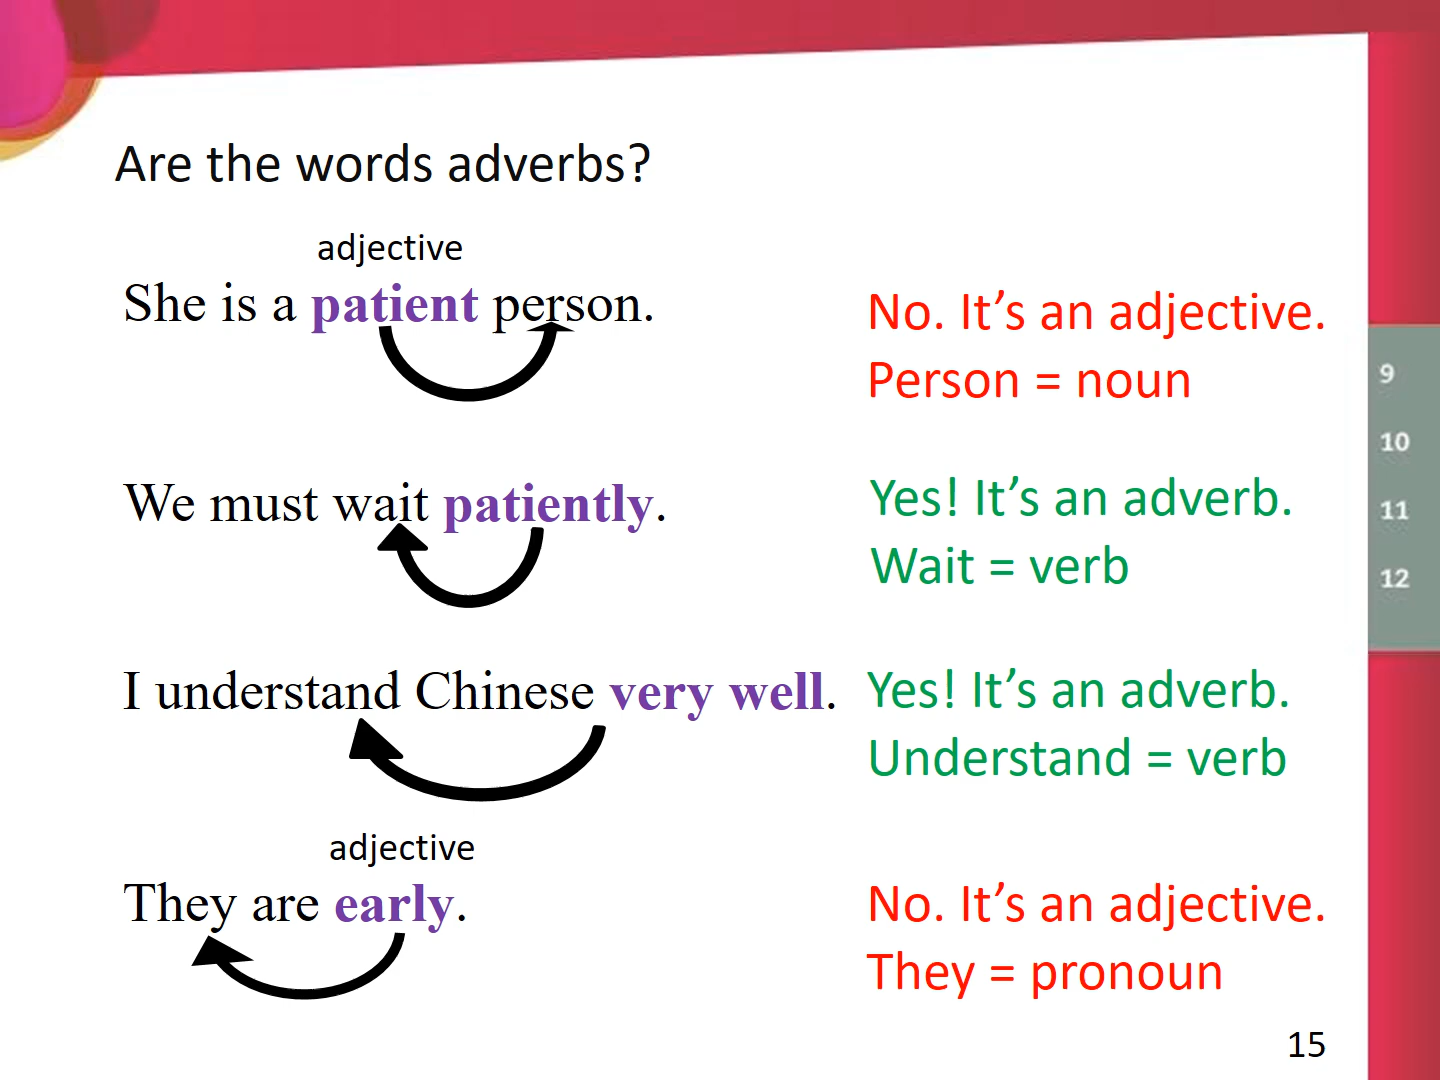 Are the words adverbs?
adjective
She is a patient person.
No. It's an adjective.
Person = noun
We must wait patiently.
Yes! It's an adverb.
Wait = verb
I understand Chinese very well.
Yes! It's an adverb.
Understand = verb
adjective
They are early.
No. It's an adjective.
They = pronoun
9
10
11
12
15